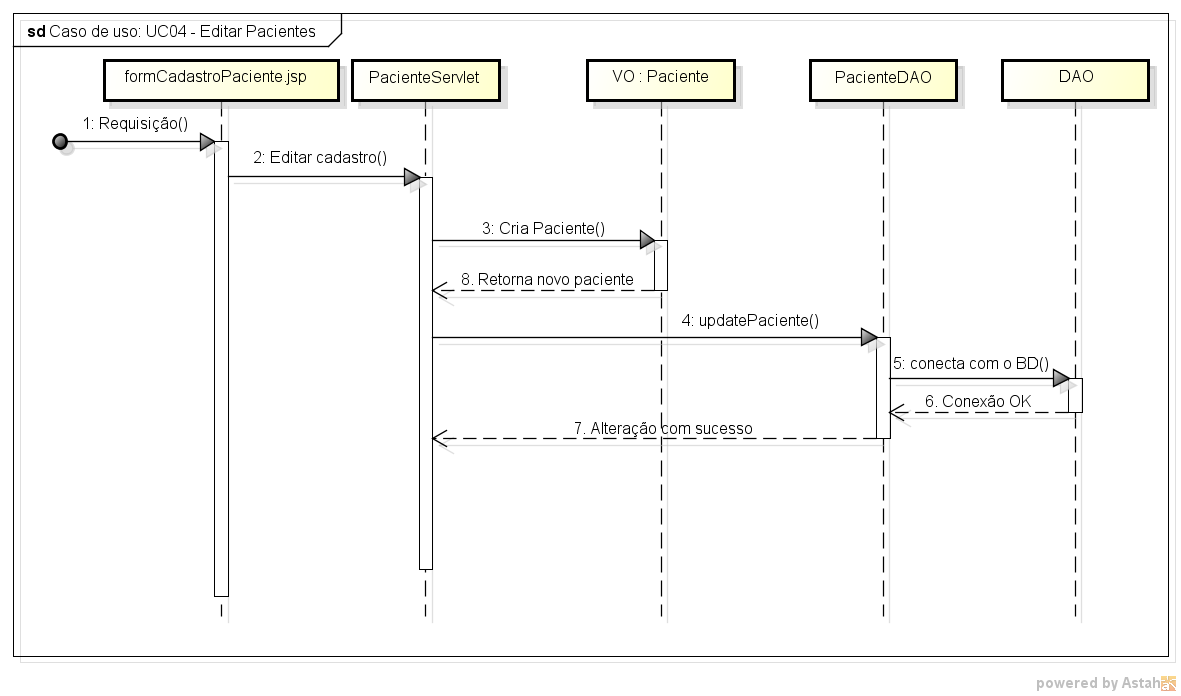 sd Caso de uso: UC04 - Editar Pacientes
formCadastroPaciente.jsp
PacienteServlet
VO : Paciente
PacienteDAO
DAO
1: Requisição()
2: Editar cadastro()
3: Cria Paciente()
8. Retorna novo paciente
4: updatePaciente()
5: conecta com o BD()
6. Conexão OK
7. Alteração com sucesso
powered by Astah